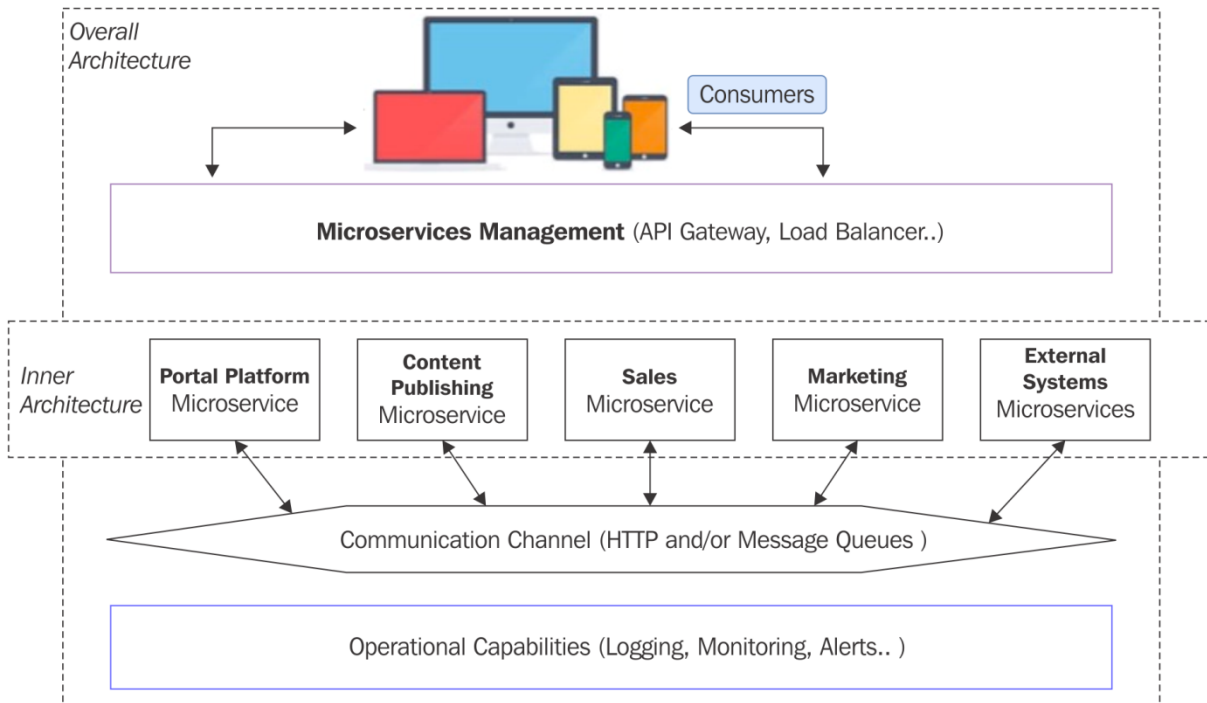 Overall
Architecture
Consumers
Microservices Management (API Gateway, Load Balancer..)
Inner
Architecture
Portal Platform
Microservice
Content
Publishing
Microservice
Sales
Microservice
Marketing
Microservice
External
Systems
Microservices
Communication Channel (HTTP and/or Message Queues )
Operational Capabilities (Logging, Monitoring, Alerts.. )